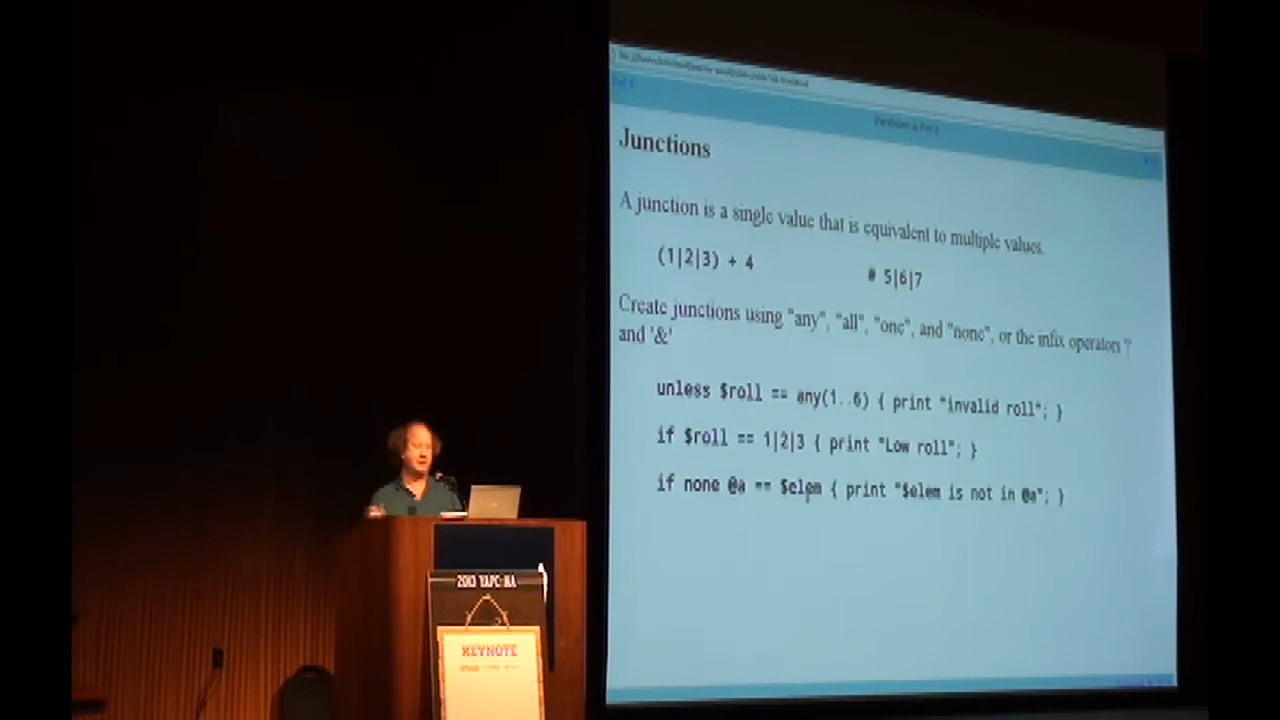 Junctions
A junction is a single value that is equivalent to multiple values.
(1|2|3) + 4 # 5|6|7
Create junctions using "any", "all", "one", and "none", or the infix operators '|'
and '&'
unless $roll == any(1..6) { print "invalid roll"; }
if $roll == 1|2|3 { print "Low roll"; }
if none @a == $elem { print "$elem is not in @a"; }
2013 YAPC::NA
KEYNOTE